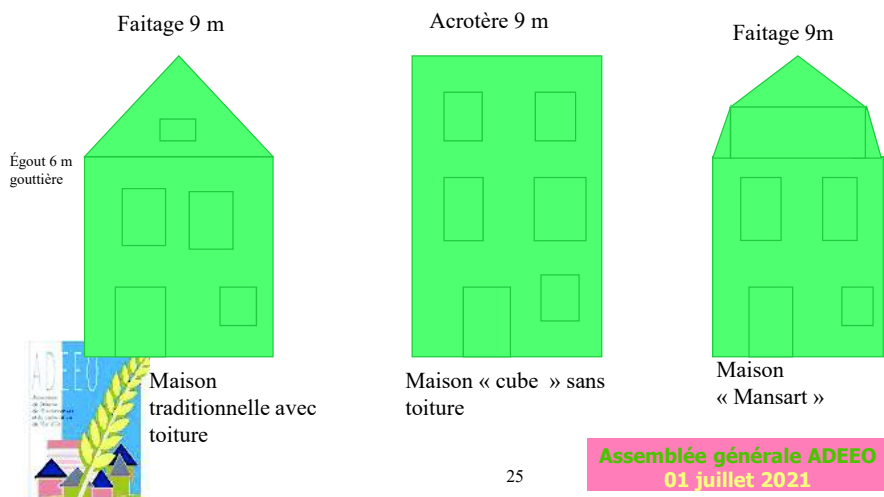 Faitage 9 m
Acrotère 9 m
Faitage 9m
Égout 6 m
gouttière
Maison
traditionnelle avec
toiture
Maison « cube » sans
toiture
Maison
« Mansart »
ADEEO
25
Assemblée générale ADEEO
01 juillet 2021